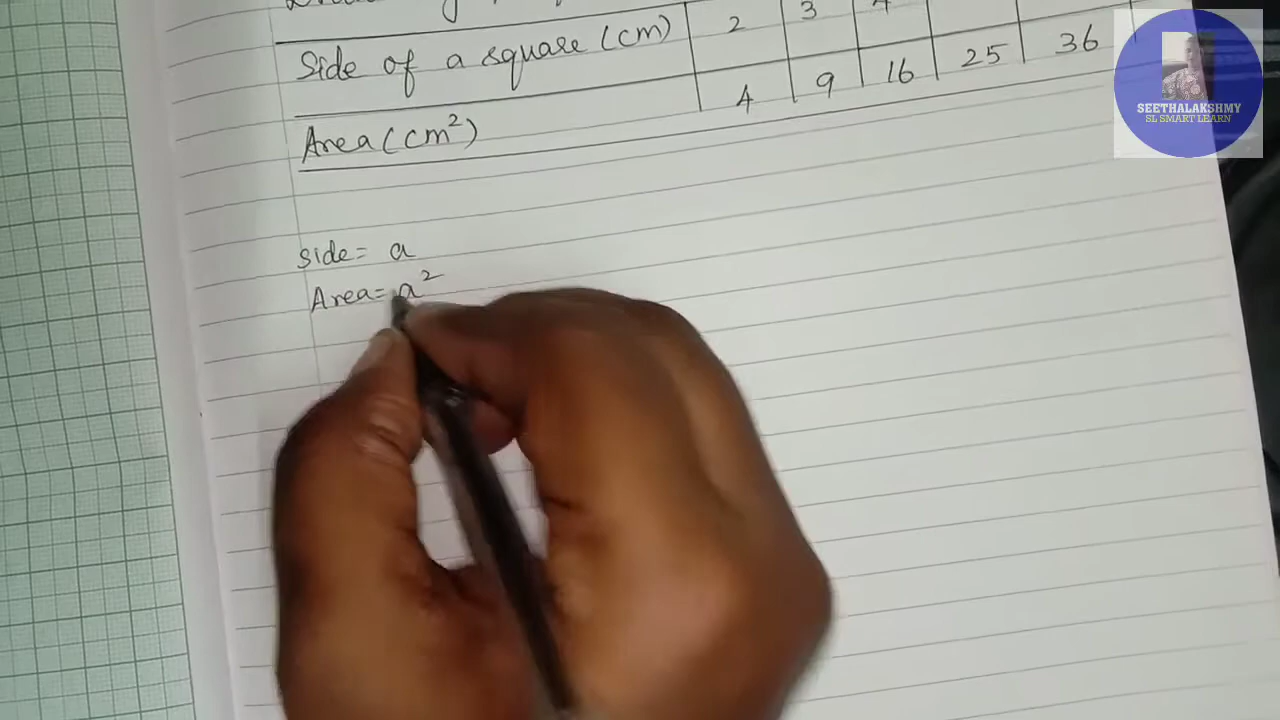 Side of a square (cm) 2 3 4
Area (cm²) 4 9 16 25 36
side = a
Area = a²
SEETHALAKSHMY
SL SMART LEARN